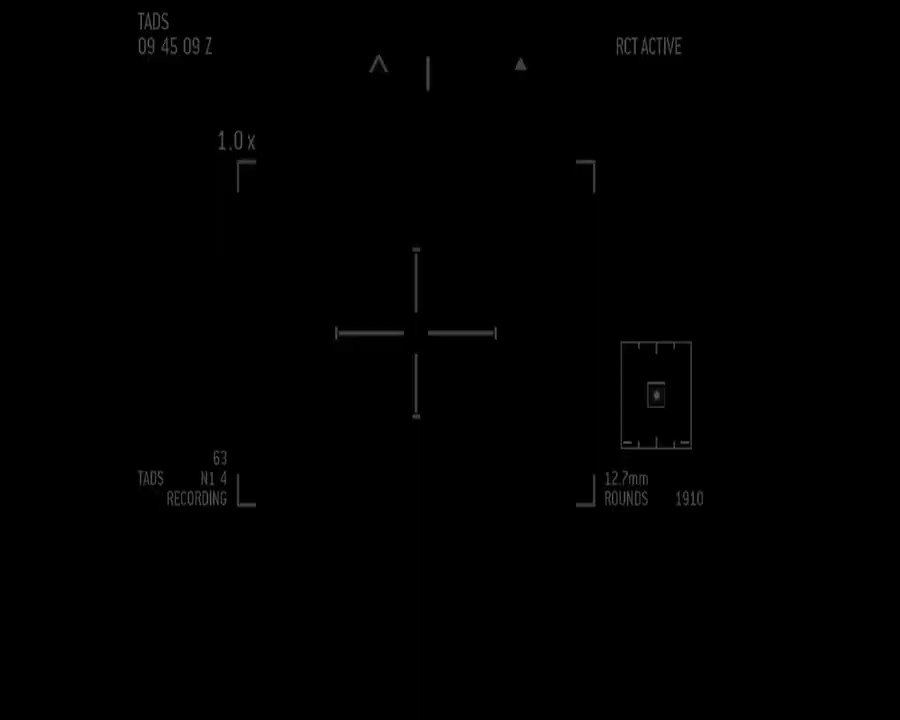 TADS
09 45 09 Z
RCT ACTIVE
1.0 x
63
TADS N1 4
RECORDING
12.7mm
ROUNDS 1910